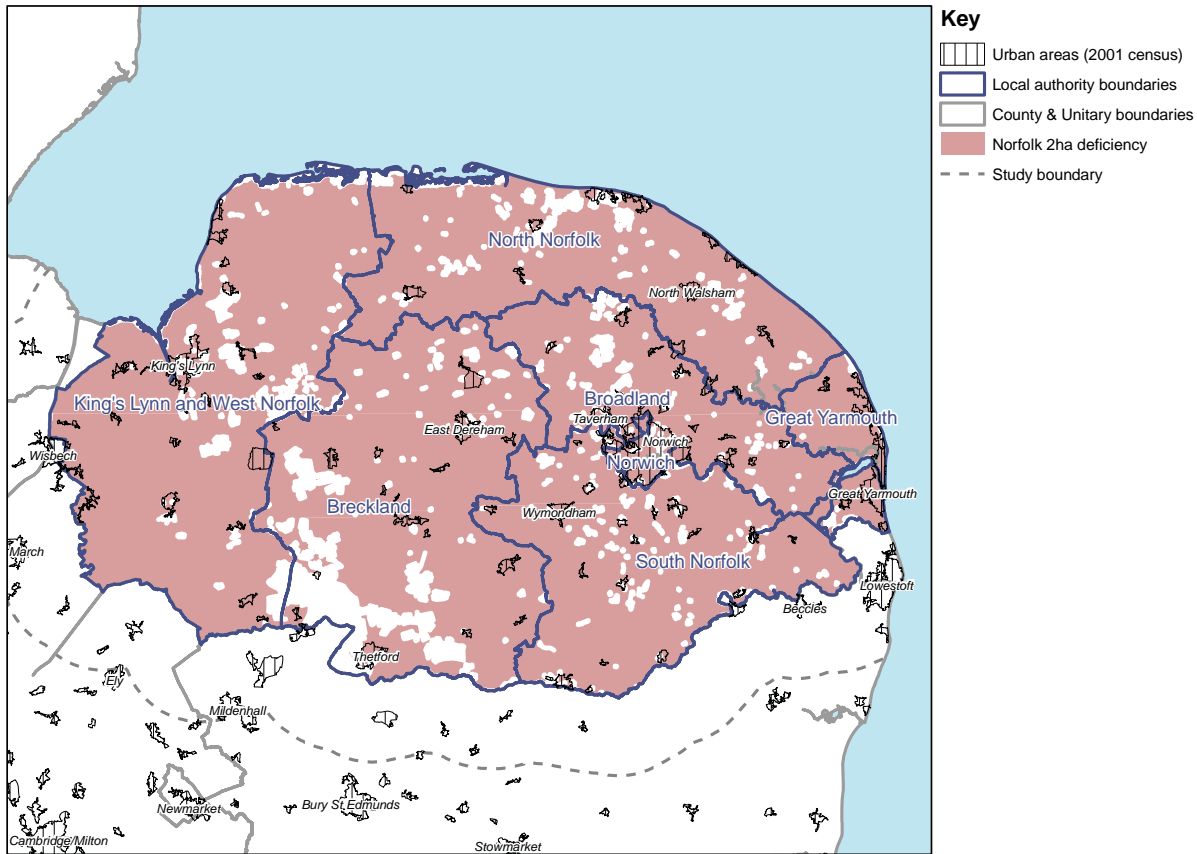 Key
Urban areas (2001 census)
Local authority boundaries
County & Unitary boundaries
Norfolk 2ha deficiency
Study boundary
North Norfolk
North Walsham
King's Lynn
King's Lynn and West Norfolk
Broadland
Taverham
Great Yarmouth
East Dereham
Norwich
Wisbech
Norwich
Great Yarmouth
Breckland
Wymondham
March
South Norfolk
Lowestoft
Beccles
Thetford
Ely
Mildenhall
Newmarket
Bury St Edmunds
Cambridge/Milton
Stowmarket